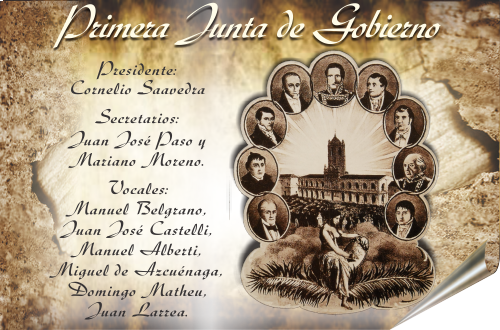 Primera Junta de Gobierno
Presidente:
Cornelio Saavedra
Secretarios:
Juan José Paso y
Mariano Moreno.
Vocales:
Manuel Belgrano,
Juan José Castelli,
Manuel Alberti,
Miguel de Azcuénaga,
Domingo Matheu,
Juan Larrea.